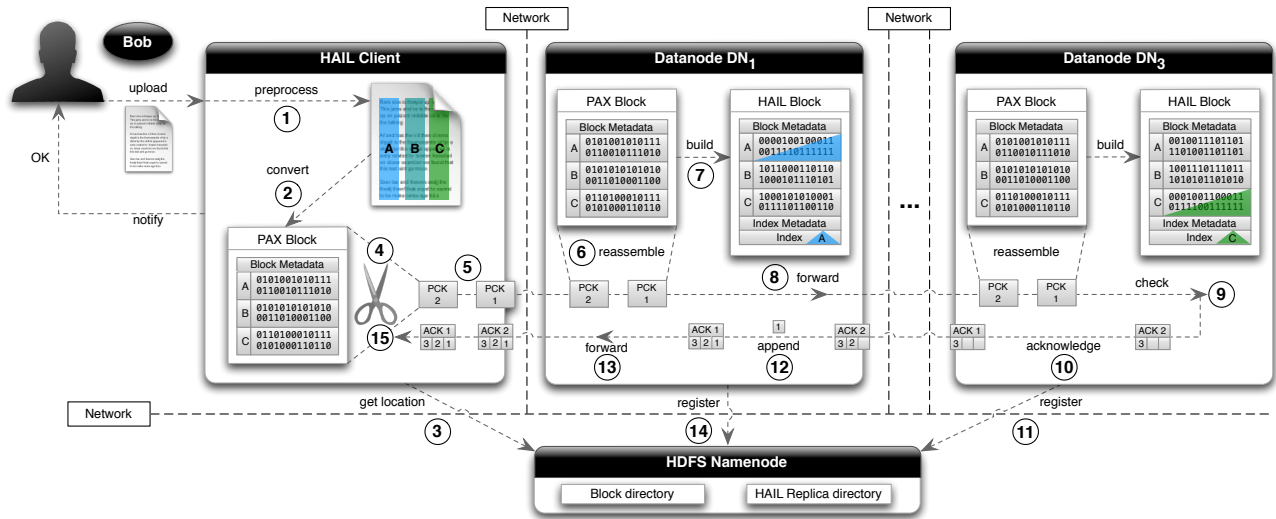 Bob
upload
OK
notify
Network
Network
Network
HAIL Client
preprocess
1
A B C
convert
2
PAX Block
Block Metadata
A
0101001010111
0110010111010
B
0101010101010
0011010001100
C
0110100010111
0101000110110
4
5
PCK
2
PCK
1
15
ACK 1
3 2 1
ACK 2
3 2 1
Datanode DN1
PAX Block
Block Metadata
A
0101001010111
0110010111010
B
0101010101010
0011010001100
C
0110100010111
0101000110110
build
7
HAIL Block
Block Metadata
A
0000100100011
0011110111111
B
1011000110110
1000101110101
C
0001001010001
0111101100110
Index Metadata
Index
A
6
reassemble
PCK
2
PCK
1
8
forward
forward
13
ACK 1
3 2 1
1
append
12
ACK 2
3 2
...
Datanode DN3
PAX Block
Block Metadata
A
0101001010111
0110010111010
B
0101010101010
0011010001100
C
0110100010111
0101000110110
build
HAIL Block
Block Metadata
A
0010011101101
1101001101101
B
1001110111011
1010101101010
C
0001001100011
0111100111111
Index Metadata
Index
C
reassemble
PCK
2
PCK
1
check
9
ACK 1
3
acknowledge
10
ACK 2
3
get location
3
register
14
register
11
HDFS Namenode
Block directory
HAIL Replica directory